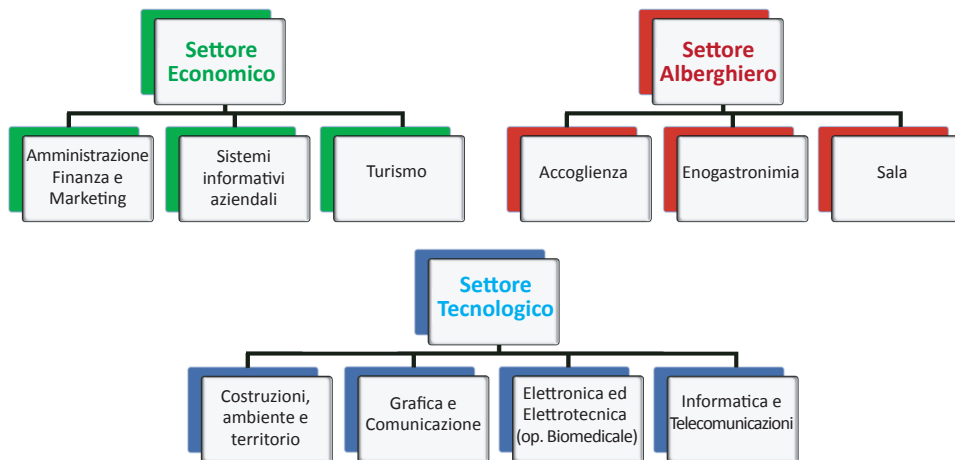 Settore
Economico
Amministrazione
Finanza e
Marketing
Sistemi
informativi
aziendali
Turismo
Settore
Alberghiero
Accoglienza
Enogastronimia
Sala
Settore
Tecnologico
Costruzioni,
ambiente e
territorio
Grafica e
Comunicazione
Elettronica ed
Elettrotecnica
(op. Biomedicale)
Informatica e
Telecomunicazioni